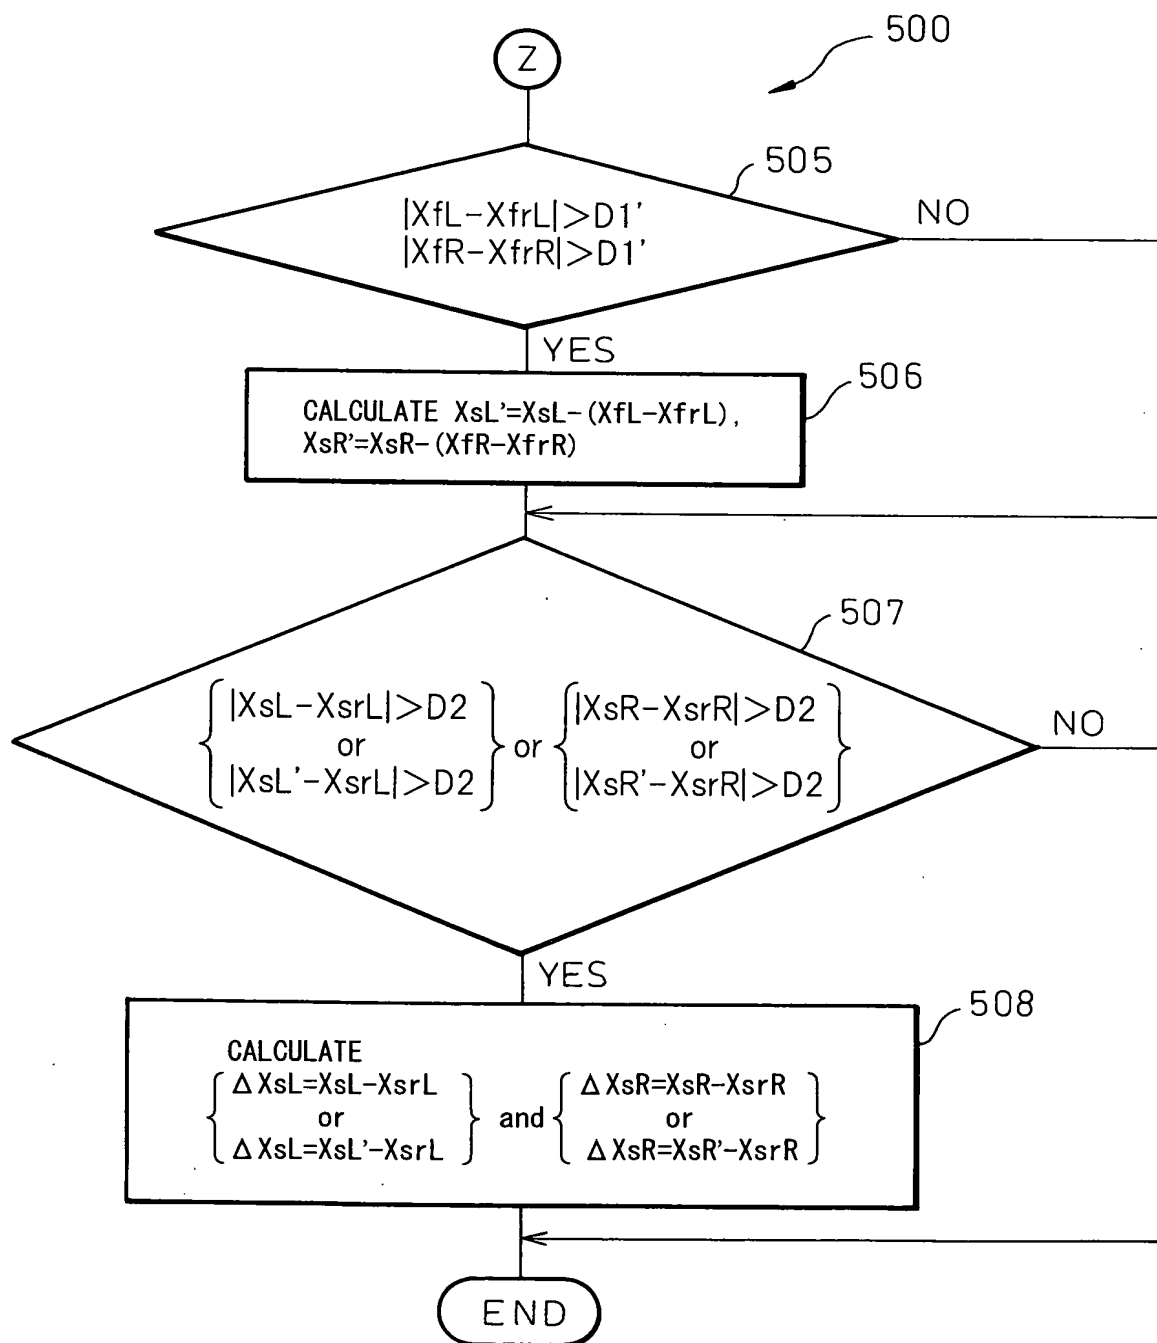 500
Z
505
|XfL-XfrL|>D1'
|XfR-XfrR|>D1'
NO
YES
506
CALCULATE XsL'=XsL-(XfL-XfrL),
XsR'=XsR-(XfR-XfrR)
507
{|XsL-XsrL|>D2 or |XsL'-XsrL|>D2} or {|XsR-XsrR|>D2 or |XsR'-XsrR|>D2}
NO
YES
508
CALCULATE
{ΔXsL=XsL-XsrL or ΔXsL=XsL'-XsrL} and {ΔXsR=XsR-XsrR or ΔXsR=XsR'-XsrR}
END